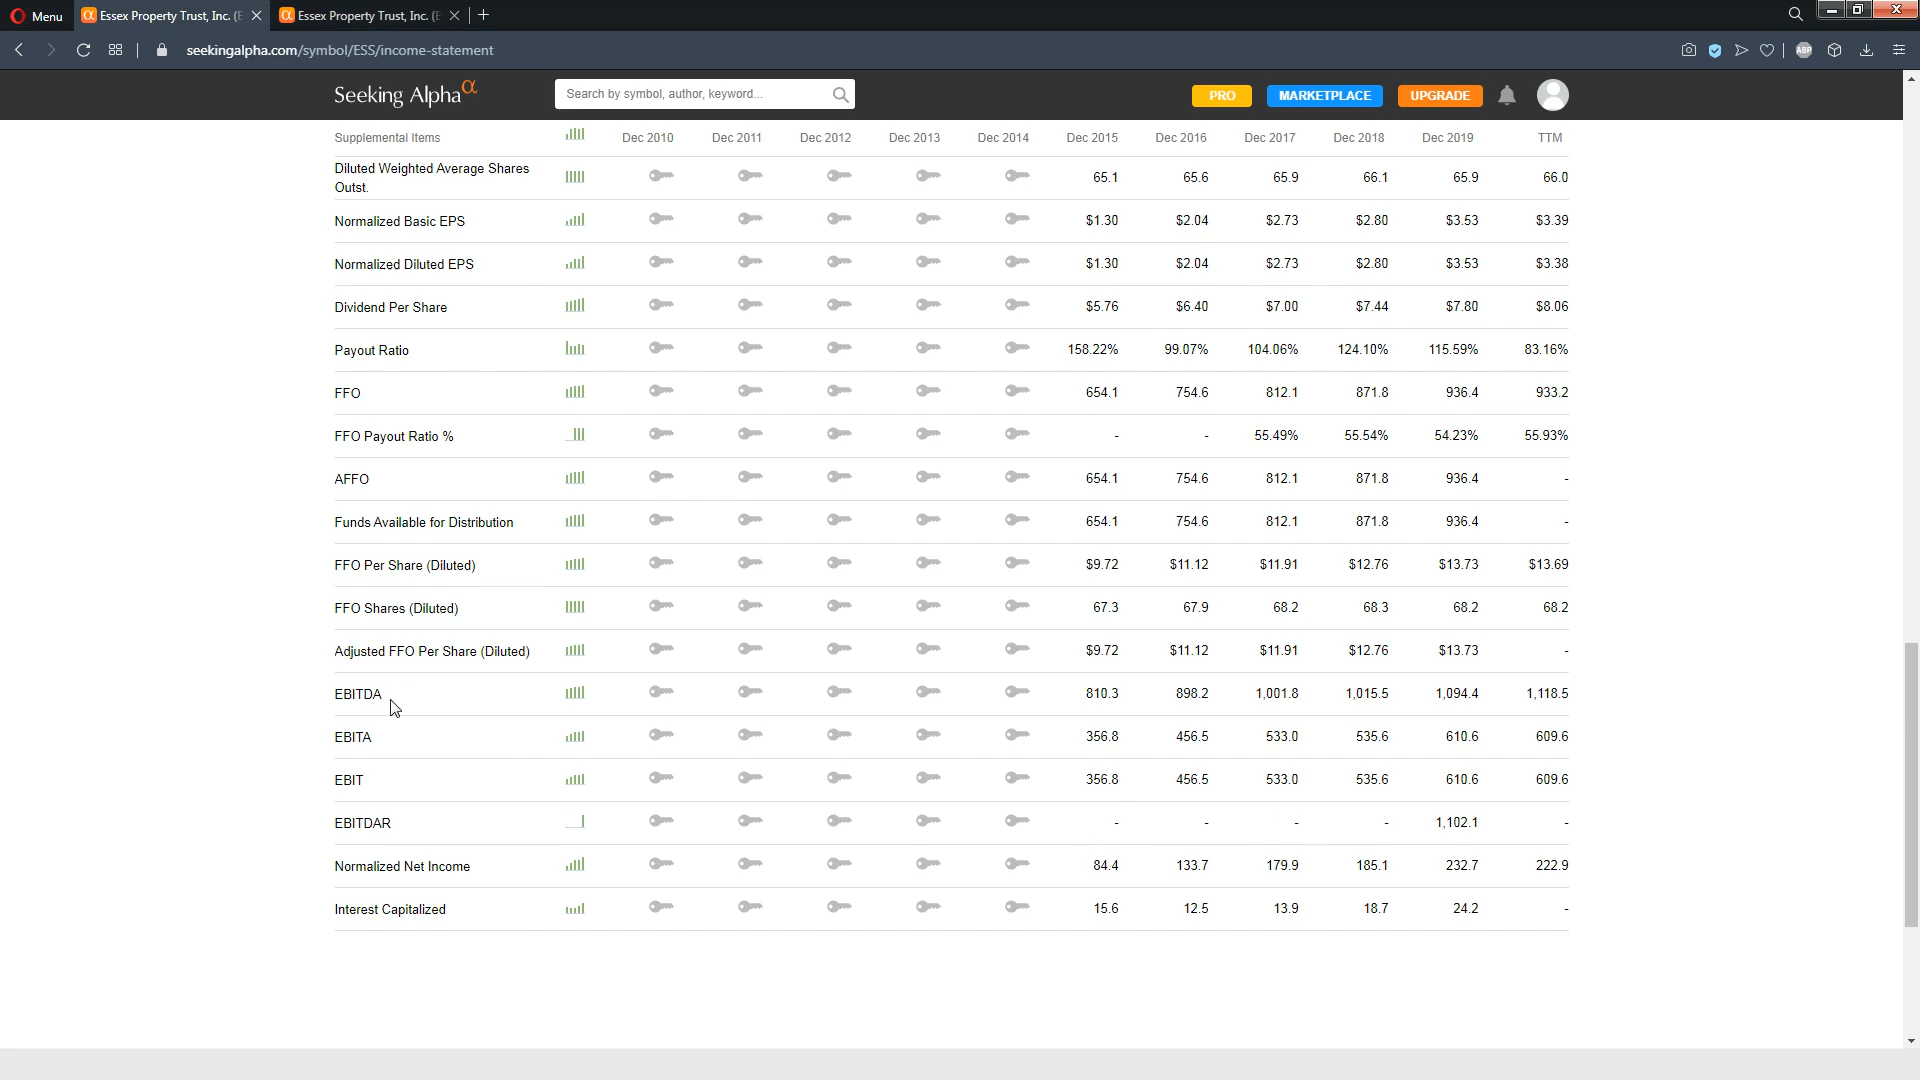 Menu
Essex Property Trust, Inc. (E
Essex Property Trust, Inc. (E
seekingalpha.com/symbol/ESS/income-statement
ABP
Seeking Alphaα
Search by symbol, author, keyword...
PRO
MARKETPLACE
UPGRADE
Supplemental Items Dec 2010 Dec 2011 Dec 2012 Dec 2013 Dec 2014 Dec 2015 Dec 2016 Dec 2017 Dec 2018 Dec 2019 TTM
Diluted Weighted Average Shares
Outst. 65.1 65.6 65.9 66.1 65.9 66.0
Normalized Basic EPS $1.30 $2.04 $2.73 $2.80 $3.53 $3.39
Normalized Diluted EPS $1.30 $2.04 $2.73 $2.80 $3.53 $3.38
Dividend Per Share $5.76 $6.40 $7.00 $7.44 $7.80 $8.06
Payout Ratio 158.22% 99.07% 104.06% 124.10% 115.59% 83.16%
FFO 654.1 754.6 812.1 871.8 936.4 933.2
FFO Payout Ratio % - - 55.49% 55.54% 54.23% 55.93%
AFFO 654.1 754.6 812.1 871.8 936.4 -
Funds Available for Distribution 654.1 754.6 812.1 871.8 936.4 -
FFO Per Share (Diluted) $9.72 $11.12 $11.91 $12.76 $13.73 $13.69
FFO Shares (Diluted) 67.3 67.9 68.2 68.3 68.2 68.2
Adjusted FFO Per Share (Diluted) $9.72 $11.12 $11.91 $12.76 $13.73 -
EBITDA 810.3 898.2 1,001.8 1,015.5 1,094.4 1,118.5
EBITA 356.8 456.5 533.0 535.6 610.6 609.6
EBIT 356.8 456.5 533.0 535.6 610.6 609.6
EBITDAR - - - - 1,102.1 -
Normalized Net Income 84.4 133.7 179.9 185.1 232.7 222.9
Interest Capitalized 15.6 12.5 13.9 18.7 24.2 -